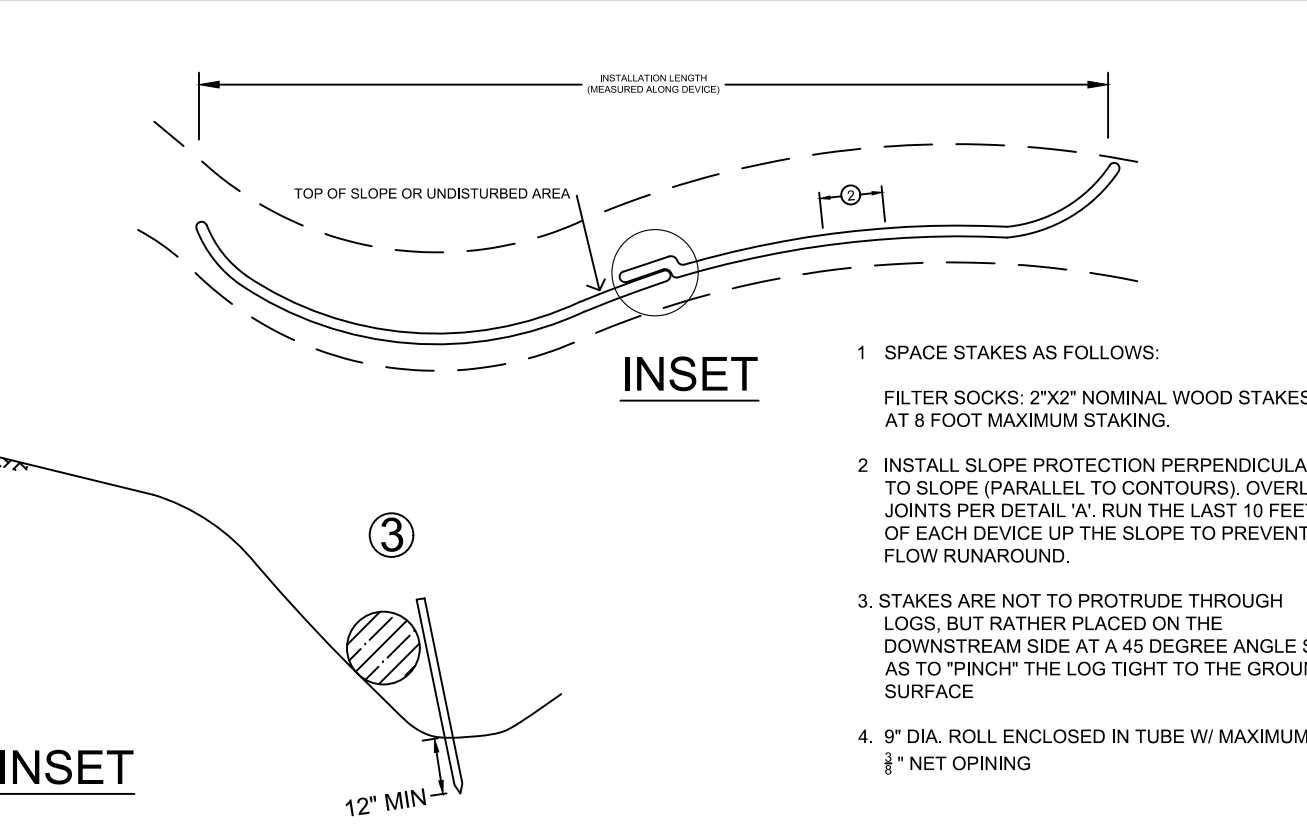 INSTALLATION LENGTH
(MEASURED ALONG DEVICE)
TOP OF SLOPE OR UNDISTURBED AREA
2
INSET
1 SPACE STAKES AS FOLLOWS:
FILTER SOCKS: 2"X2" NOMINAL WOOD STAKES
AT 8 FOOT MAXIMUM STAKING.
2 INSTALL SLOPE PROTECTION PERPENDICULA
TO SLOPE (PARALLEL TO CONTOURS). OVERL
JOINTS PER DETAIL 'A'. RUN THE LAST 10 FEET
OF EACH DEVICE UP THE SLOPE TO PREVENT
FLOW RUNAROUND.
3. STAKES ARE NOT TO PROTRUDE THROUGH
LOGS, BUT RATHER PLACED ON THE
DOWNSTREAM SIDE AT A 45 DEGREE ANGLE S
AS TO "PINCH" THE LOG TIGHT TO THE GROUN
SURFACE
4. 9" DIA. ROLL ENCLOSED IN TUBE W/ MAXIMUM
3/8 " NET OPINING
3
12" MIN
INSET